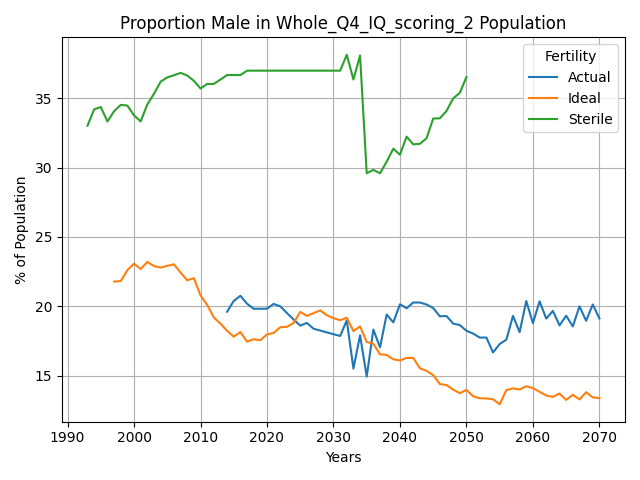 Proportion Male in Whole_Q4_IQ_scoring_2 Population
Fertility
Actual
Ideal
Sterile
% of Population
35
30
25
20
15
1990 2000 2010 2020 2030 2040 2050 2060 2070
Years